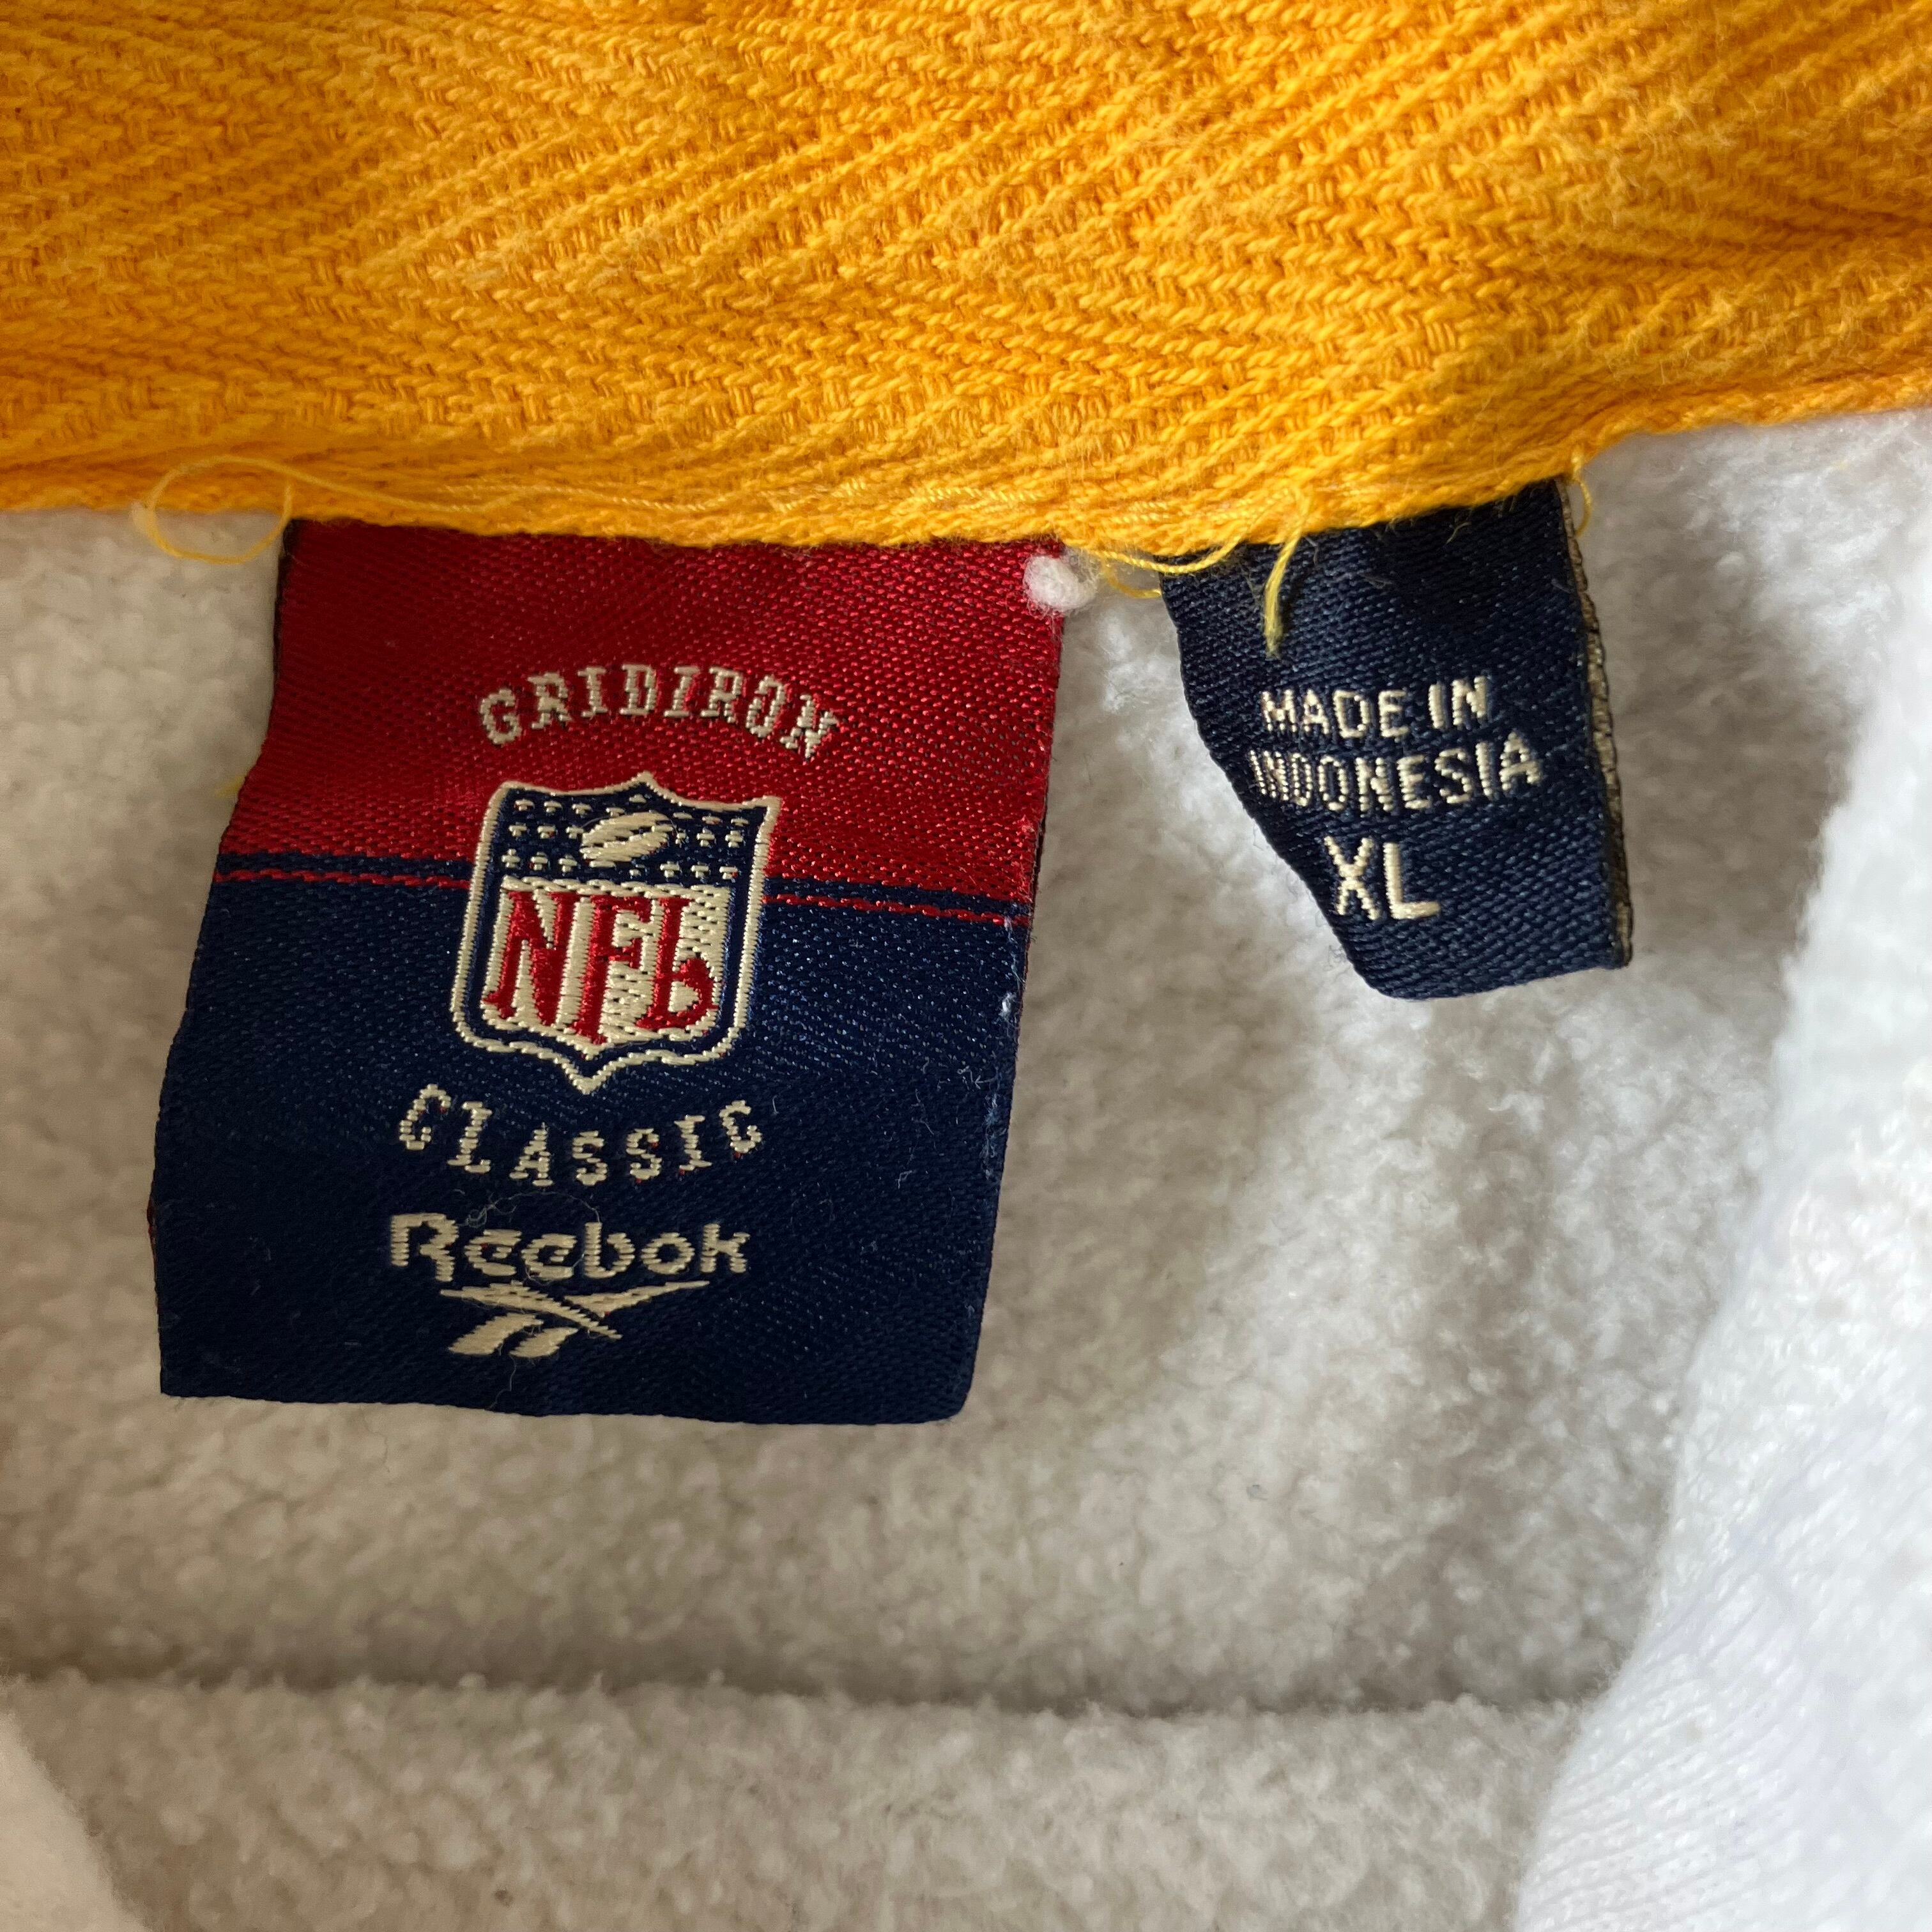 GRIDIRON
NFL
CLASSIC
Reebok
MADE IN
INDONESIA
XL